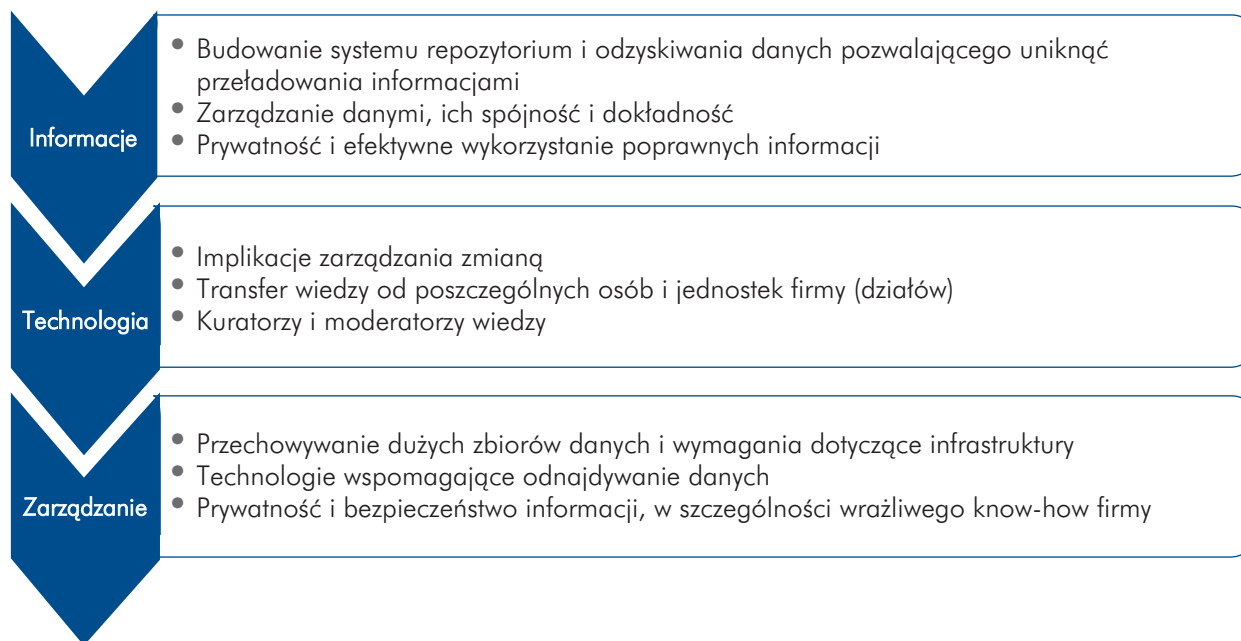 Informacje
• Budowanie systemu repozytorium i odzyskiwania danych pozwalającego uniknąć
przeładowania informacjami
• Zarządzanie danymi, ich spójność i dokładność
• Prywatność i efektywne wykorzystanie poprawnych informacji
Technologia
• Implikacje zarządzania zmianą
• Transfer wiedzy od poszczególnych osób i jednostek firmy (działów)
• Kuratorzy i moderatorzy wiedzy
Zarządzanie
• Przechowywanie dużych zbiorów danych i wymagania dotyczące infrastruktury
• Technologie wspomagające odnajdywanie danych
• Prywatność i bezpieczeństwo informacji, w szczególności wrażliwego know-how firmy